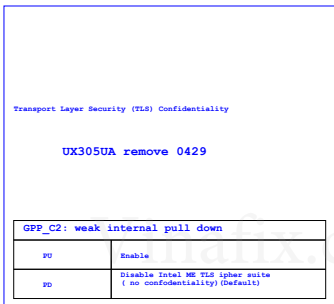 Transport Layer Security (TLS) Confidentiality
UX305UA remove 0429
GPP_C2: weak internal pull down
PU Enable
PD Disable Intel ME TLS ipher suite
( no confodentiality)(Default)
Vinafix.c